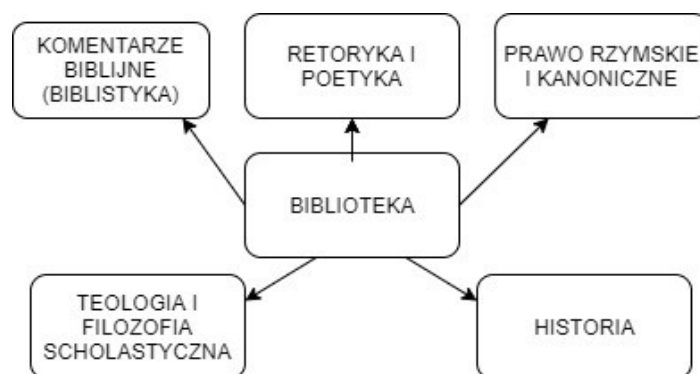 KOMENTARZE
BIBLIJNE
(BIBLISTYKA)
RETORYKA I
POETYKA
PRAWO RZYMSKIE
I KANONICZNE
BIBLIOTEKA
TEOLOGIA I
FILOZOFIA
SCHOLASTYCZNA
HISTORIA